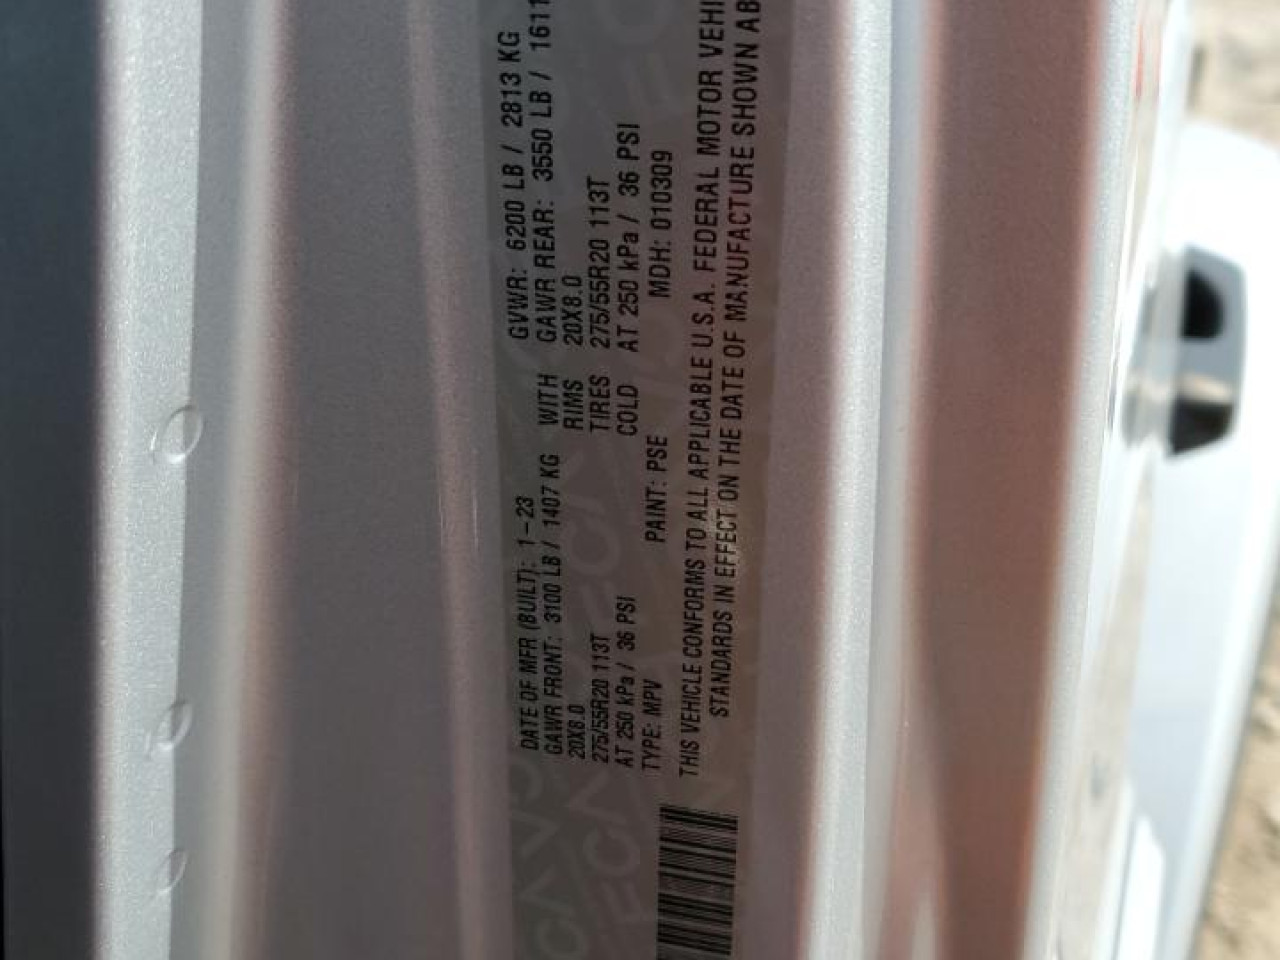 DATE OF MFR (BUILT): 1-23 GVWR: 6200 LB / 2813 KG
GAWR FRONT: 3100 LB / 1407 KG WITH GAWR REAR: 3550 LB / 1611
20X8.0 RIMS 20X8.0
275/55R20 113T TIRES 275/55R20 113T
AT 250 kPa / 36 PSI COLD AT 250 kPa / 36 PSI
TYPE: MPV PAINT: PSE MDH: 010309
THIS VEHICLE CONFORMS TO ALL APPLICABLE U.S.A. FEDERAL MOTOR VEHI
STANDARDS IN EFFECT ON THE DATE OF MANUFACTURE SHOWN AB